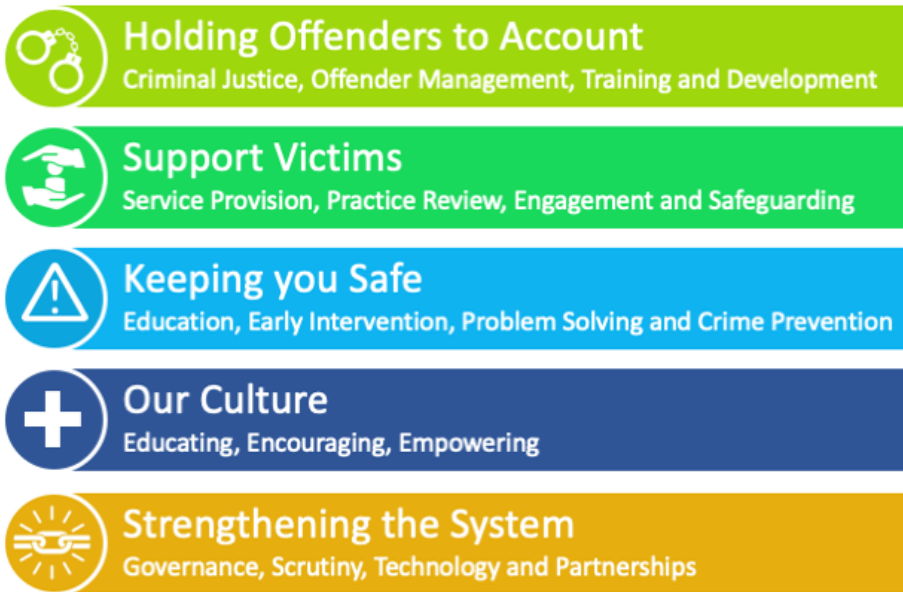 Holding Offenders to Account
Criminal Justice, Offender Management, Training and Development
Support Victims
Service Provision, Practice Review, Engagement and Safeguarding
Keeping you Safe
Education, Early Intervention, Problem Solving and Crime Prevention
Our Culture
Educating, Encouraging, Empowering
Strengthening the System
Governance, Scrutiny, Technology and Partnerships